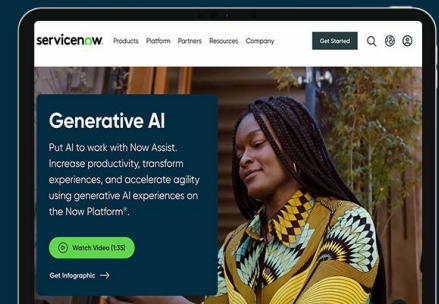 servicenow
Products Platform Partners Resources Company
Get Started
Generative AI
Put AI to work with Now Assist.
Increase productivity, transform
experiences, and accelerate agility
using generative AI experiences on
the Now Platform®.
Watch Video (1:35)
Get Infographic →